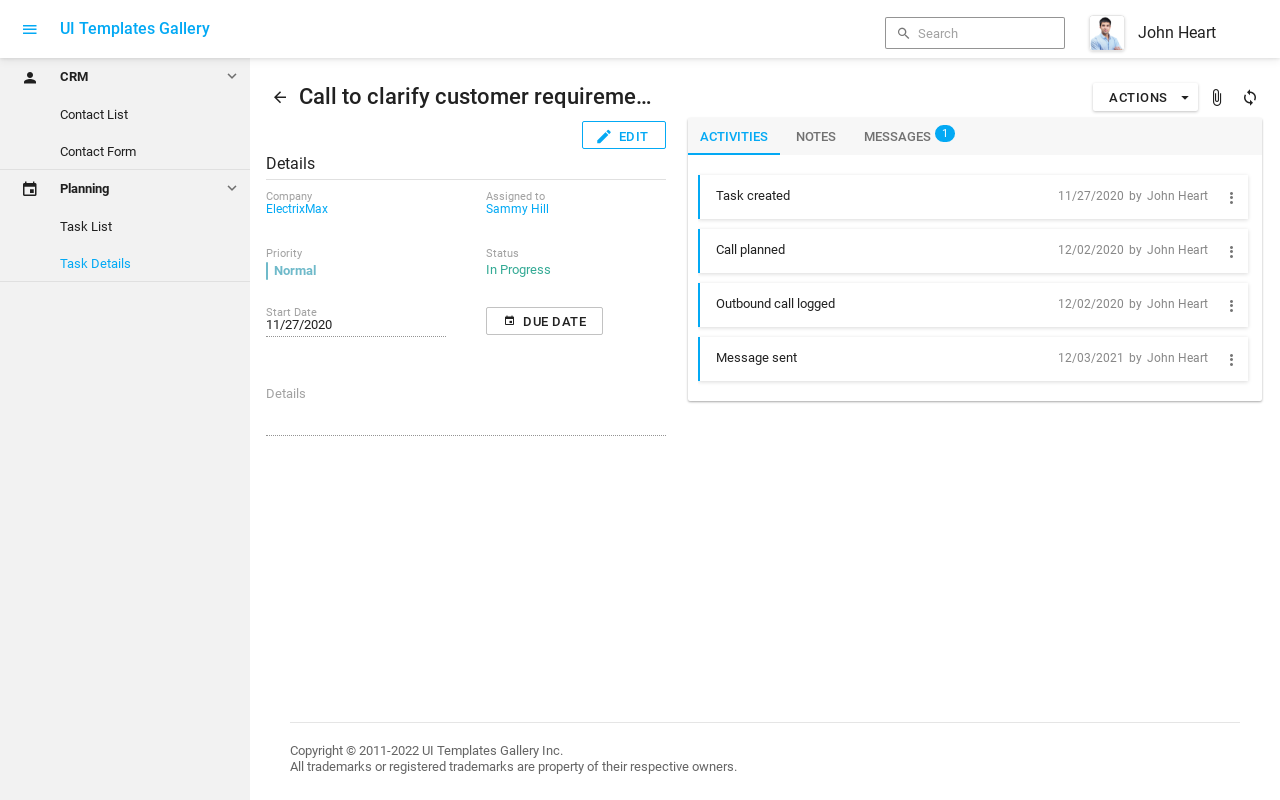 UI Templates Gallery
Search
John Heart
CRM
Contact List
Contact Form
Planning
Task List
Task Details
Call to clarify customer requireme...
ACTIONS
EDIT
Details
Company
ElectrixMax
Assigned to
Sammy Hill
Priority
Normal
Status
In Progress
Start Date
11/27/2020
DUE DATE
Details
ACTIVITIES NOTES MESSAGES 1
Task created 11/27/2020 by John Heart
Call planned 12/02/2020 by John Heart
Outbound call logged 12/02/2020 by John Heart
Message sent 12/03/2021 by John Heart
Copyright © 2011-2022 UI Templates Gallery Inc.
All trademarks or registered trademarks are property of their respective owners.